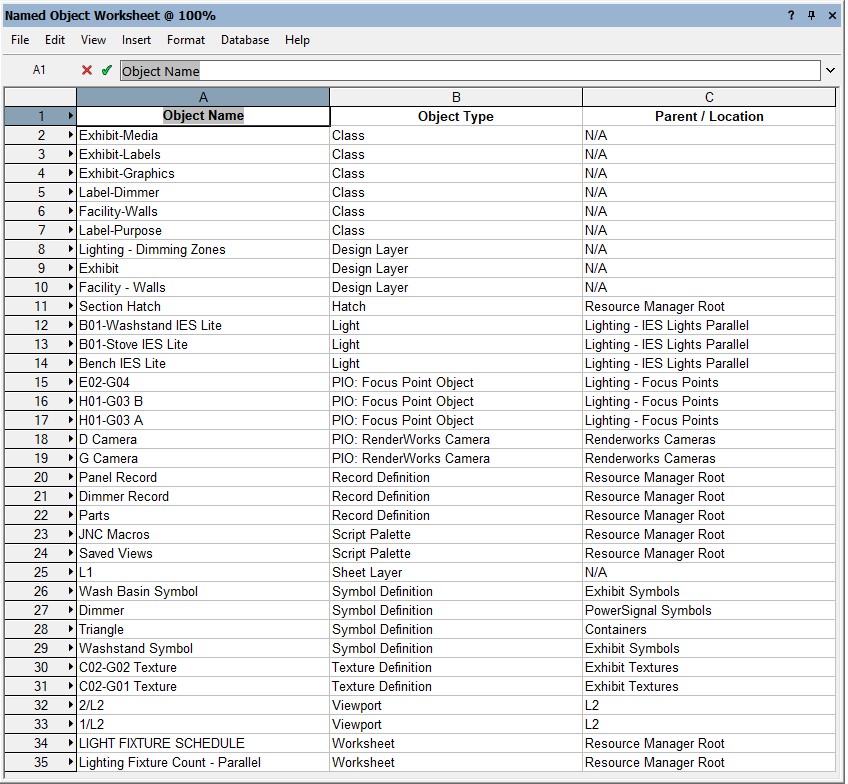 Named Object Worksheet @ 100% ?
File Edit View Insert Format Database Help
A1 Object Name
A B C
1 Object Name Object Type Parent / Location
2 Exhibit-Media Class N/A
3 Exhibit-Labels Class N/A
4 Exhibit-Graphics Class N/A
5 Label-Dimmer Class N/A
6 Facility-Walls Class N/A
7 Label-Purpose Class N/A
8 Lighting - Dimming Zones Design Layer N/A
9 Exhibit Design Layer N/A
10 Facility - Walls Design Layer N/A
11 Section Hatch Hatch Resource Manager Root
12 B01-Washstand IES Lite Light Lighting - IES Lights Parallel
13 B01-Stove IES Lite Light Lighting - IES Lights Parallel
14 Bench IES Lite Light Lighting - IES Lights Parallel
15 E02-G04 PIO: Focus Point Object Lighting - Focus Points
16 H01-G03 B PIO: Focus Point Object Lighting - Focus Points
17 H01-G03 A PIO: Focus Point Object Lighting - Focus Points
18 D Camera PIO: RenderWorks Camera Renderworks Cameras
19 G Camera PIO: RenderWorks Camera Renderworks Cameras
20 Panel Record Record Definition Resource Manager Root
21 Dimmer Record Record Definition Resource Manager Root
22 Parts Record Definition Resource Manager Root
23 JNC Macros Script Palette Resource Manager Root
24 Saved Views Script Palette Resource Manager Root
25 L1 Sheet Layer N/A
26 Wash Basin Symbol Symbol Definition Exhibit Symbols
27 Dimmer Symbol Definition PowerSignal Symbols
28 Triangle Symbol Definition Containers
29 Washstand Symbol Symbol Definition Exhibit Symbols
30 C02-G02 Texture Texture Definition Exhibit Textures
31 C02-G01 Texture Texture Definition Exhibit Textures
32 2/L2 Viewport L2
33 1/L2 Viewport L2
34 LIGHT FIXTURE SCHEDULE Worksheet Resource Manager Root
35 Lighting Fixture Count - Parallel Worksheet Resource Manager Root